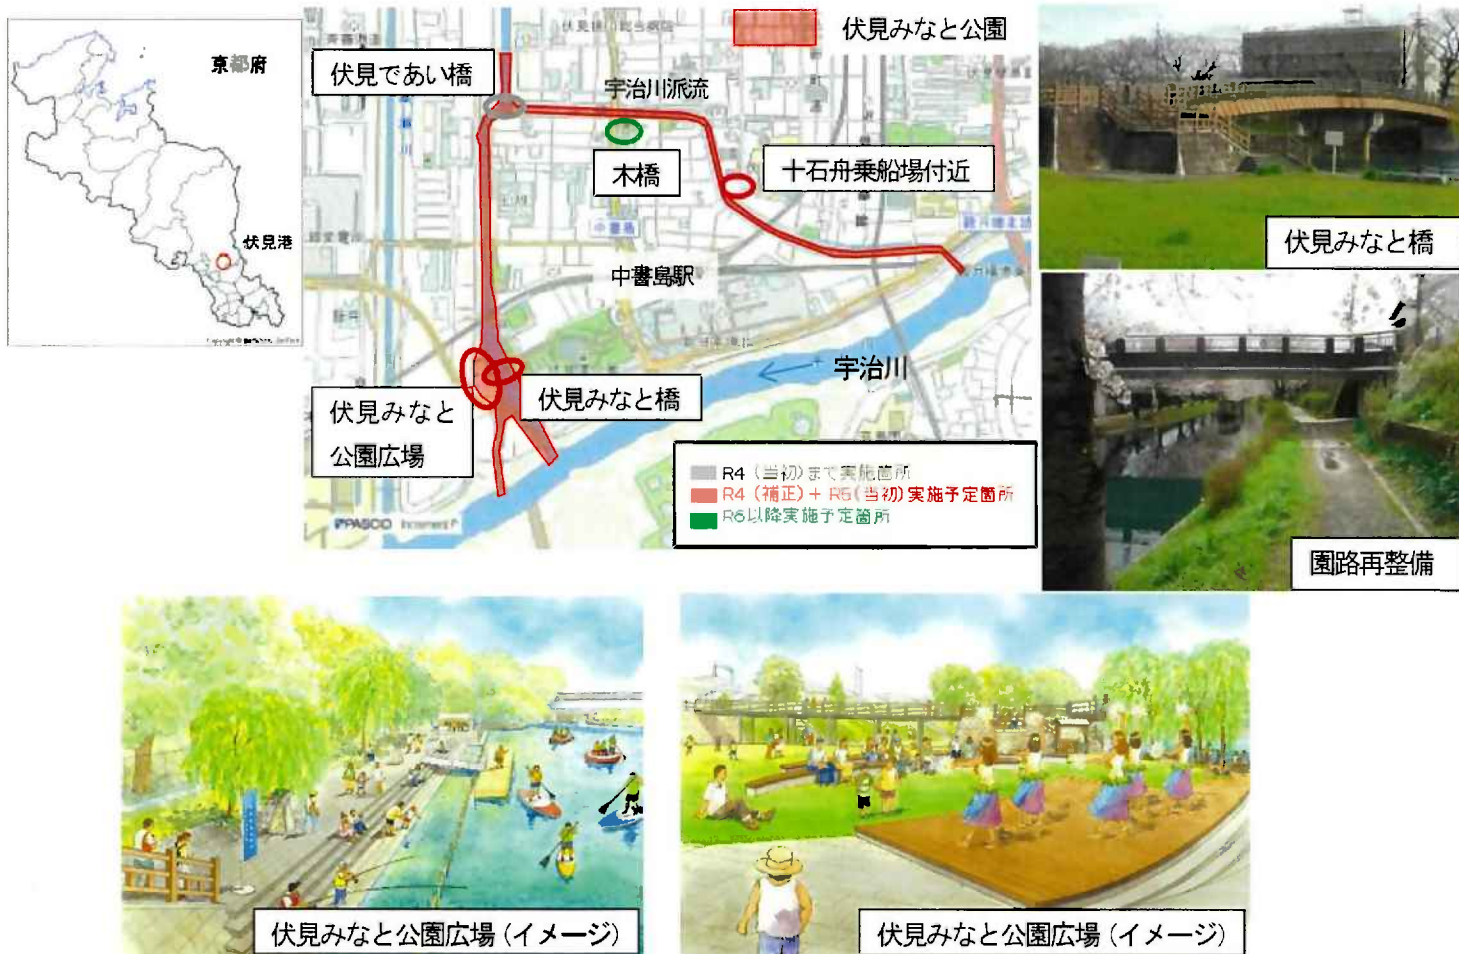 京都府
伏見港
伏見みなと公園
伏見であい橋
宇治川派流
木橋
十石舟乗船場付近
中書島
中書島駅
宇治川
伏見みなと
公園広場
伏見みなと橋
R4（当初）まで実施箇所
R4（補正）＋R5（当初）実施予定箇所
R6以降実施予定箇所
PASCO Increment P
伏見みなと橋
園路再整備
伏見みなと公園広場（イメージ）
伏見みなと公園広場（イメージ）